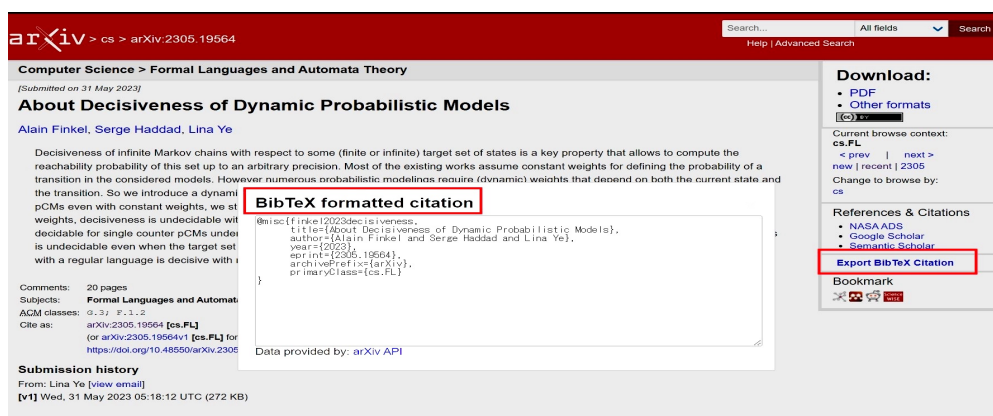 arXiv > cs > arXiv:2305.19564
Search...
All fields
Search
Help | Advanced Search
Computer Science > Formal Languages and Automata Theory
[Submitted on 31 May 2023]
About Decisiveness of Dynamic Probabilistic Models
Alain Finkel, Serge Haddad, Lina Ye
Decisiveness of infinite Markov chains with respect to some (finite or infinite) target set of states is a key property that allows to compute the
reachability probability of this set up to an arbitrary precision. Most of the existing works assume constant weights for defining the probability of a
transition in the considered models. However numerous probabilistic modelings require (dynamic) weights that depend on both the current state and
the transition. So we introduce a dynami
pCMs even with constant weights, we st
weights, decisiveness is undecidable wit
decidable for single counter pCMs unde
s
is undecidable even when the target set
with a regular language is decisive with
Comments: 20 pages
Subjects: Formal Languages and Automat
ACM classes: G.3; F.1.2
Cite as: arXiv:2305.19564 [cs.FL]
(or arXiv:2305.19564v1 [cs.FL] for
https://doi.org/10.48550/arXiv.2305
Submission history
From: Lina Ye [view email]
[v1] Wed, 31 May 2023 05:18:12 UTC (272 KB)
BibTeX formatted citation
@misc{finkel2023decisiveness,
title={About Decisiveness of Dynamic Probabilistic Models},
author={Alain Finkel and Serge Haddad and Lina Ye},
year={2023},
eprint={2305.19564},
archivePrefix={arXiv},
primaryClass={cs.FL}
}
Data provided by: arXiv API
Download:
• PDF
• Other formats
(cc) BY
Current browse context:
cs.FL
< prev | next >
new | recent | 2305
Change to browse by:
cs
References & Citations
• NASA ADS
• Google Scholar
• Semantic Scholar
Export BibTeX Citation
Bookmark